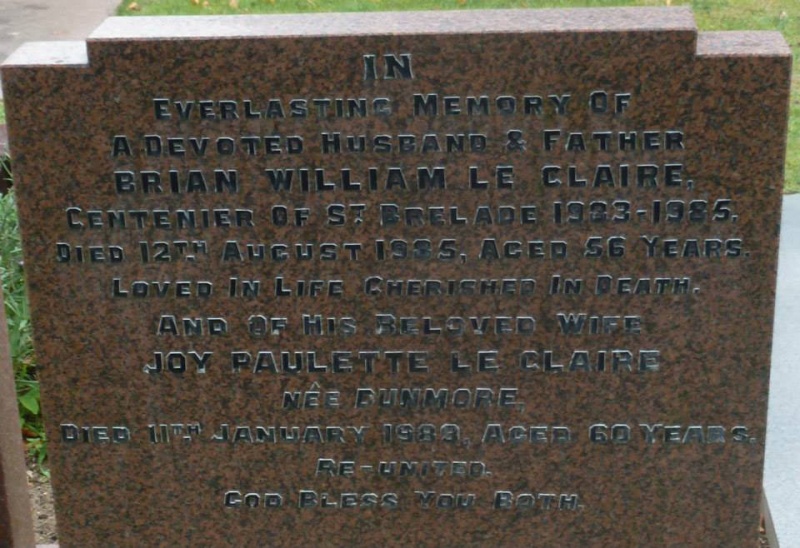 IN
EVERLASTING MEMORY OF
A DEVOTED HUSBAND & FATHER
BRIAN WILLIAM LE CLAIRE,
CENTENIER OF ST. BRELADE 1983-1985,
DIED 12TH AUGUST 1985, AGED 56 YEARS.
LOVED IN LIFE CHERISHED IN DEATH.
AND OF HIS BELOVED WIFE
JOY PAULETTE LE CLAIRE
NÊE DUNMORE,
DIED 11TH JANUARY 1989, AGED 60 YEARS.
RE-UNITED.
GOD BLESS YOU BOTH.